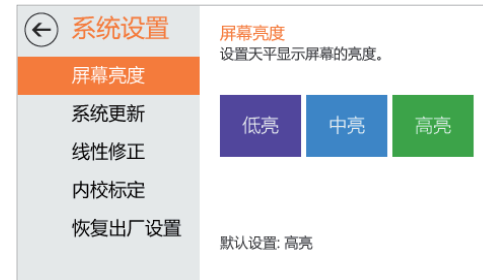 系统设置
屏幕亮度
系统更新
线性修正
内校标定
恢复出厂设置
屏幕亮度
设置天平显示屏幕的亮度。
低亮 中亮 高亮
默认设置: 高亮